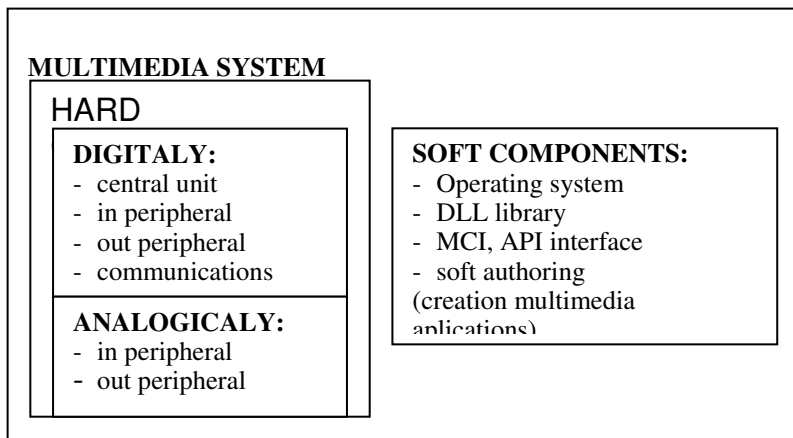 MULTIMEDIA SYSTEM
HARD
DIGITALY:
- central unit
- in peripheral
- out peripheral
- communications
ANALOGICALY:
- in peripheral
- out peripheral
SOFT COMPONENTS:
- Operating system
- DLL library
- MCI, API interface
- soft authoring
(creation multimedia
aplications)